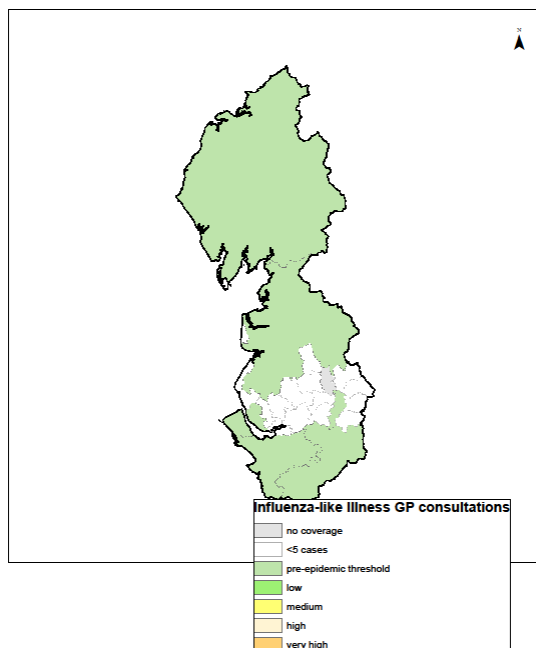 N
Influenza-like Illness GP consultations
no coverage
<5 cases
pre-epidemic threshold
low
medium
high
very high